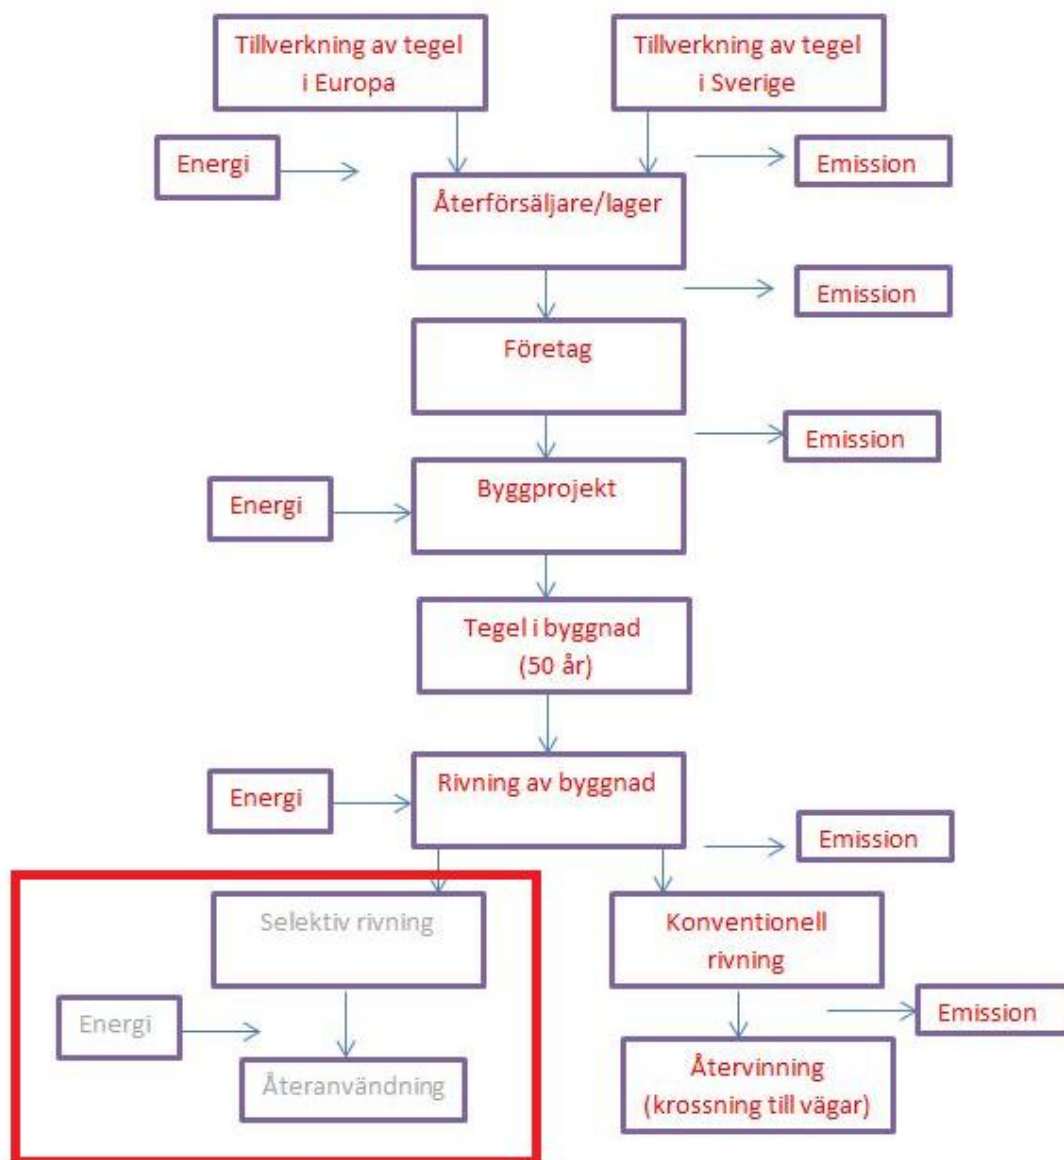 Tillverkning av tegel
i Europa
Tillverkning av tegel
i Sverige
Energi
Emission
Återförsäljare/lager
Emission
Företag
Emission
Byggprojekt
Energi
Tegel i byggnad
(50 år)
Rivning av byggnad
Energi
Emission
Selektiv rivning
Konventionell
rivning
Energi
Emission
Återanvändning
Återvinning
(krossning till vägar)